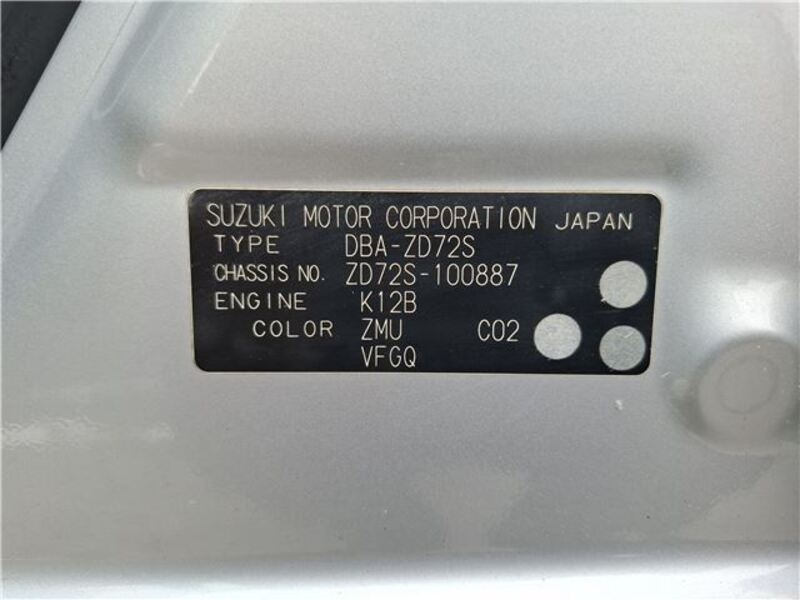 SUZUKI MOTOR CORPORATION JAPAN
TYPE DBA-ZD72S
CHASSIS NO. ZD72S-100887
ENGINE K12B
COLOR ZMU C02
VFGQ